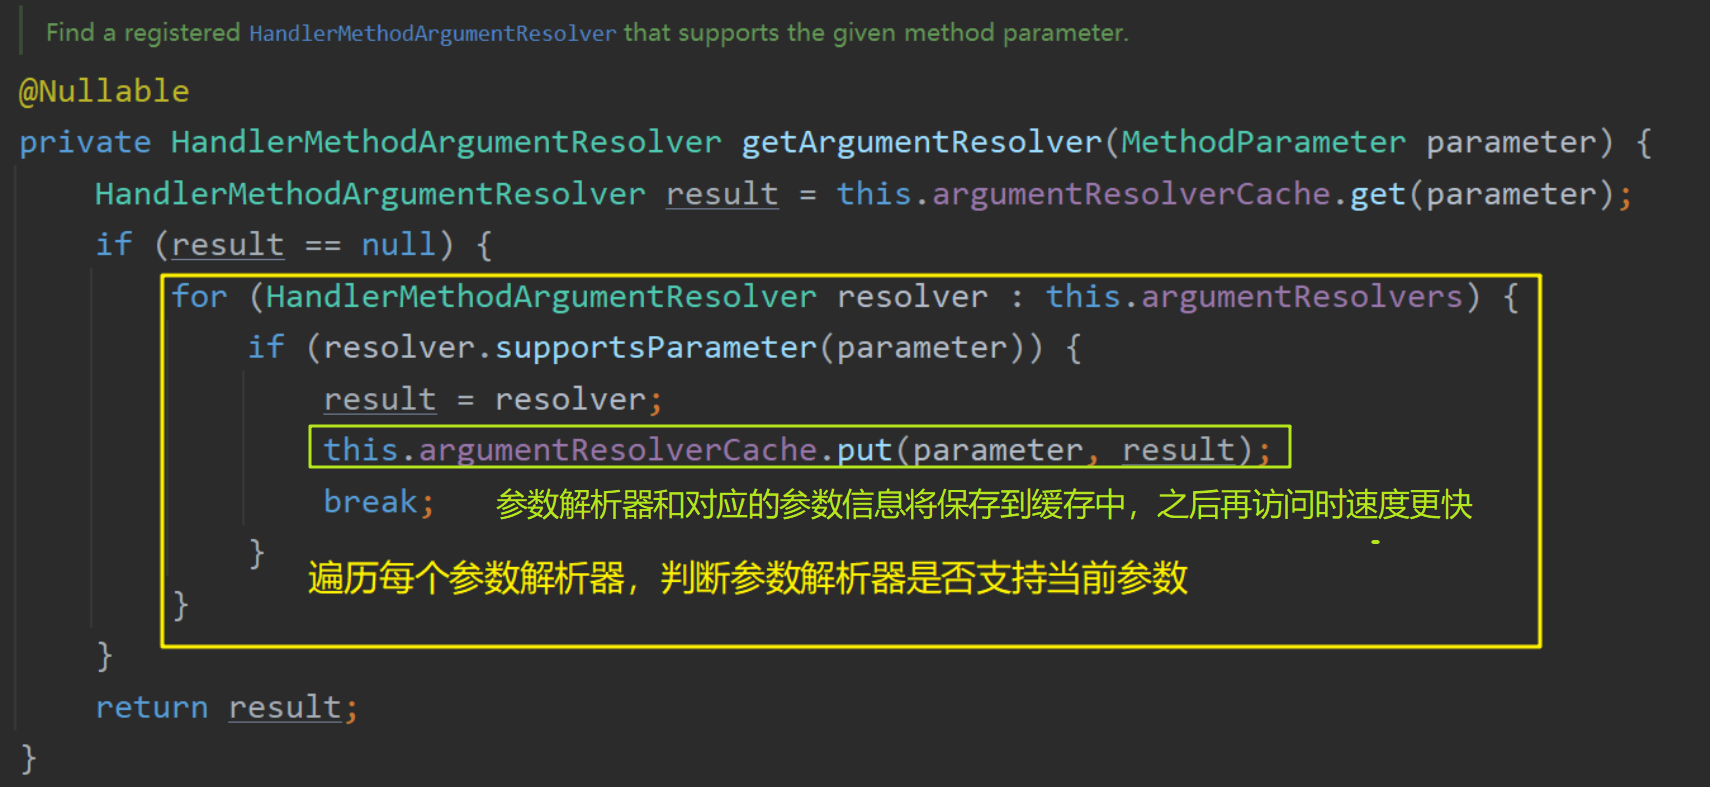 Find a registered HandlerMethodArgumentResolver that supports the given method parameter.
@Nullable
private HandlerMethodArgumentResolver getArgumentResolver(MethodParameter parameter) {
HandlerMethodArgumentResolver result = this.argumentResolverCache.get(parameter);
if (result == null) {
for (HandlerMethodArgumentResolver resolver : this.argumentResolvers) {
if (resolver.supportsParameter(parameter)) {
result = resolver;
this.argumentResolverCache.put(parameter, result);
break; 参数解析器和对应的参数信息将保存到缓存中，之后再访问时速度更快
}
遍历每个参数解析器，判断参数解析器是否支持当前参数
}
}
return result;
}